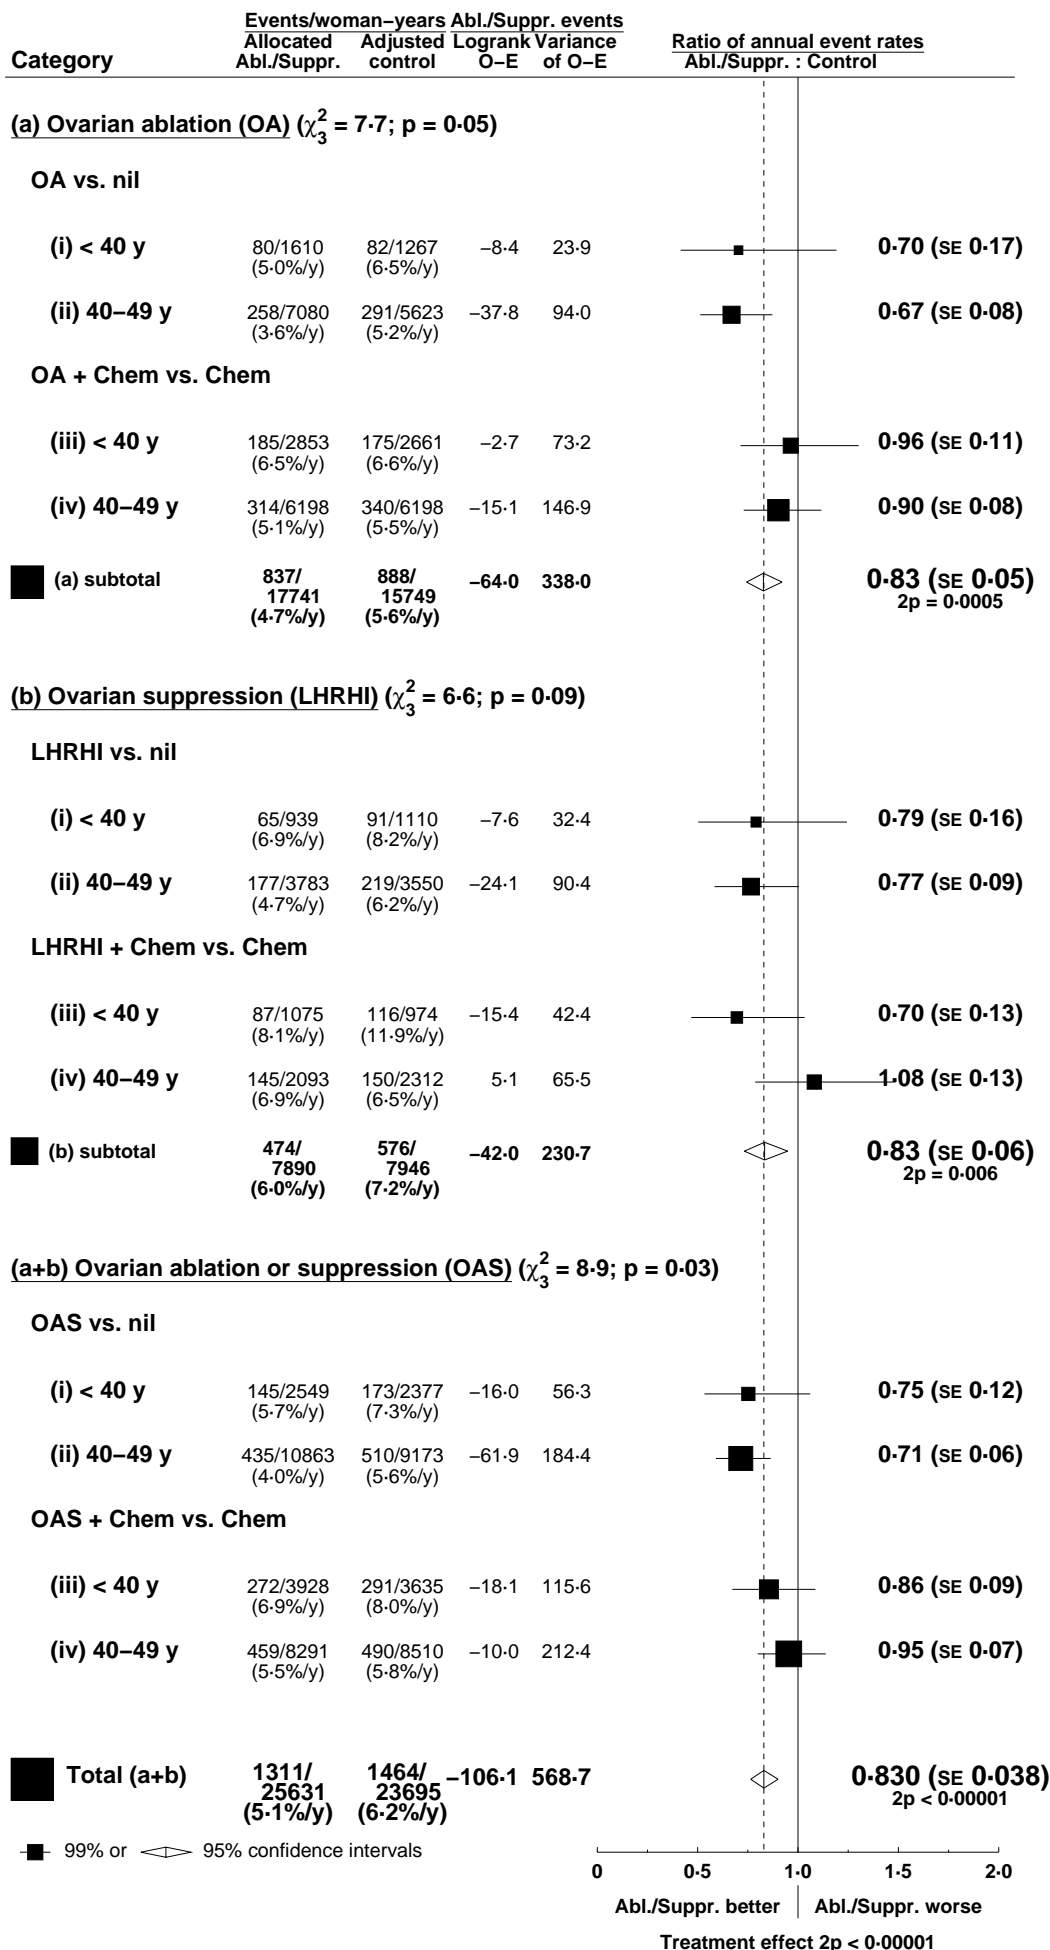 Events/woman–years Abl./Suppr. events
Category Allocated Adjusted Logrank Variance Ratio of annual event rates
Abl./Suppr. control O–E of O–E Abl./Suppr. : Control
(a) Ovarian ablation (OA) (χ²₃ = 7·7; p = 0·05)
OA vs. nil
(i) < 40 y 80/1610 82/1267 –8·4 23·9 0·70 (SE 0·17)
(5·0%/y) (6·5%/y)
(ii) 40–49 y 258/7080 291/5623 –37·8 94·0 0·67 (SE 0·08)
(3·6%/y) (5·2%/y)
OA + Chem vs. Chem
(iii) < 40 y 185/2853 175/2661 –2·7 73·2 0·96 (SE 0·11)
(6·5%/y) (6·6%/y)
(iv) 40–49 y 314/6198 340/6198 –15·1 146·9 0·90 (SE 0·08)
(5·1%/y) (5·5%/y)
(a) subtotal 837/ 888/ –64·0 338·0 0·83 (SE 0·05)
17741 15749 2p = 0·0005
(4·7%/y) (5·6%/y)
(b) Ovarian suppression (LHRHI) (χ²₃ = 6·6; p = 0·09)
LHRHI vs. nil
(i) < 40 y 65/939 91/1110 –7·6 32·4 0·79 (SE 0·16)
(6·9%/y) (8·2%/y)
(ii) 40–49 y 177/3783 219/3550 –24·1 90·4 0·77 (SE 0·09)
(4·7%/y) (6·2%/y)
LHRHI + Chem vs. Chem
(iii) < 40 y 87/1075 116/974 –15·4 42·4 0·70 (SE 0·13)
(8·1%/y) (11·9%/y)
(iv) 40–49 y 145/2093 150/2312 5·1 65·5 1·08 (SE 0·13)
(6·9%/y) (6·5%/y)
(b) subtotal 474/ 576/ –42·0 230·7 0·83 (SE 0·06)
7890 7946 2p = 0·006
(6·0%/y) (7·2%/y)
(a+b) Ovarian ablation or suppression (OAS) (χ²₃ = 8·9; p = 0·03)
OAS vs. nil
(i) < 40 y 145/2549 173/2377 –16·0 56·3 0·75 (SE 0·12)
(5·7%/y) (7·3%/y)
(ii) 40–49 y 435/10863 510/9173 –61·9 184·4 0·71 (SE 0·06)
(4·0%/y) (5·6%/y)
OAS + Chem vs. Chem
(iii) < 40 y 272/3928 291/3635 –18·1 115·6 0·86 (SE 0·09)
(6·9%/y) (8·0%/y)
(iv) 40–49 y 459/8291 490/8510 –10·0 212·4 0·95 (SE 0·07)
(5·5%/y) (5·8%/y)
Total (a+b) 1311/ 1464/ –106·1 568·7 0·830 (SE 0·038)
25631 23695 2p < 0·00001
(5·1%/y) (6·2%/y)
99% or 95% confidence intervals
0 0·5 1·0 1·5 2·0
Abl./Suppr. better Abl./Suppr. worse
Treatment effect 2p < 0·00001